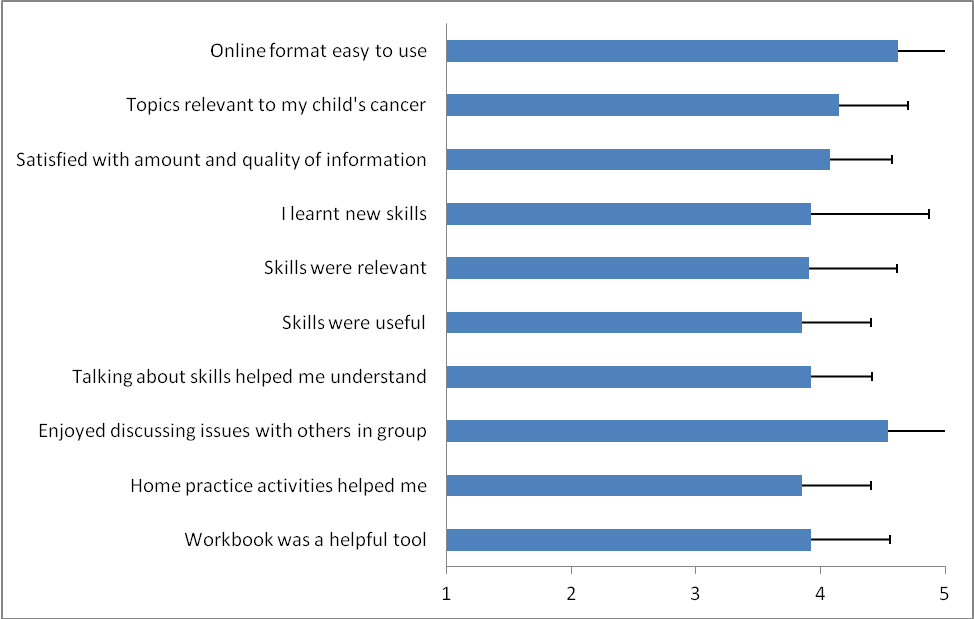 Online format easy to use
Topics relevant to my child's cancer
Satisfied with amount and quality of information
I learnt new skills
Skills were relevant
Skills were useful
Talking about skills helped me understand
Enjoyed discussing issues with others in group
Home practice activities helped me
Workbook was a helpful tool
1 2 3 4 5